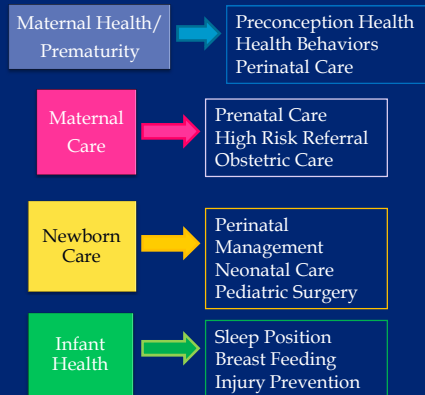 Maternal Health/
Prematurity
Preconception Health
Health Behaviors
Perinatal Care
Maternal
Care
Prenatal Care
High Risk Referral
Obstetric Care
Newborn
Care
Perinatal
Management
Neonatal Care
Pediatric Surgery
Infant
Health
Sleep Position
Breast Feeding
Injury Prevention